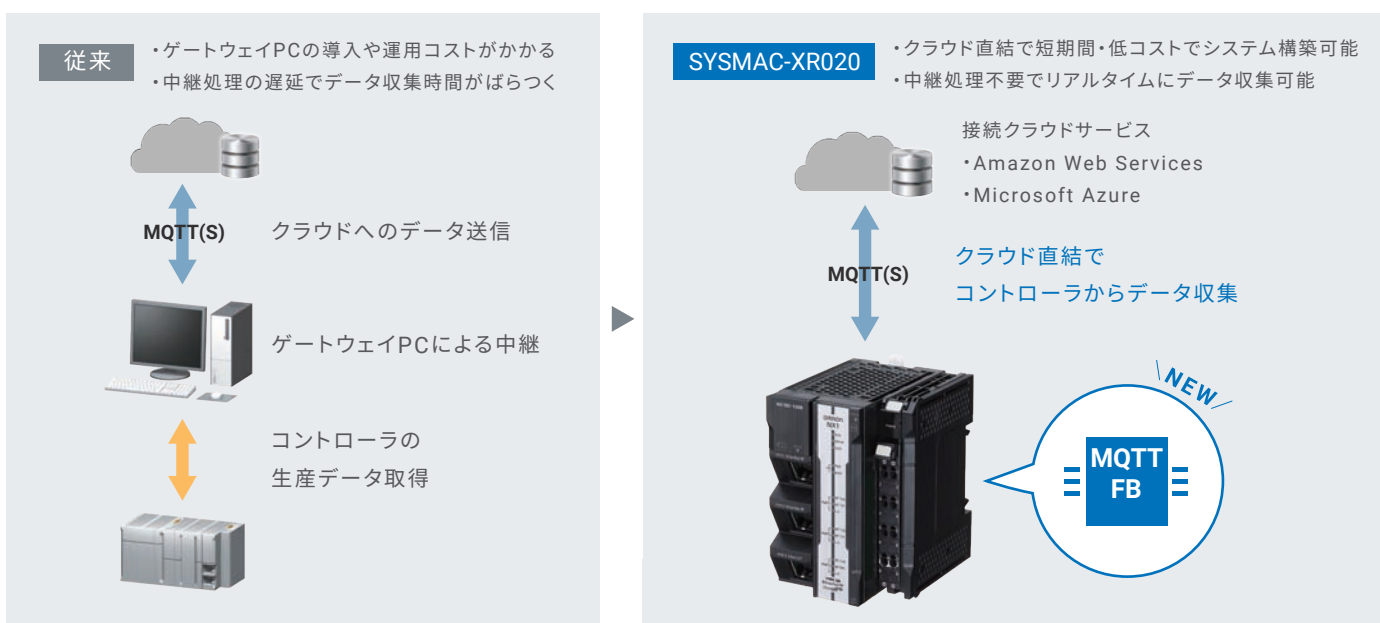 従来
・ゲートウェイPCの導入や運用コストがかかる
・中継処理の遅延でデータ収集時間がばらつく
MQTT(S)
クラウドへのデータ送信
ゲートウェイPCによる中継
コントローラの
生産データ取得
SYSMAC-XR020
・クラウド直結で短期間・低コストでシステム構築可能
・中継処理不要でリアルタイムにデータ収集可能
接続クラウドサービス
・Amazon Web Services
・Microsoft Azure
MQTT(S)
クラウド直結で
コントローラからデータ収集
NEW
MQTT
FB
omron
NX1